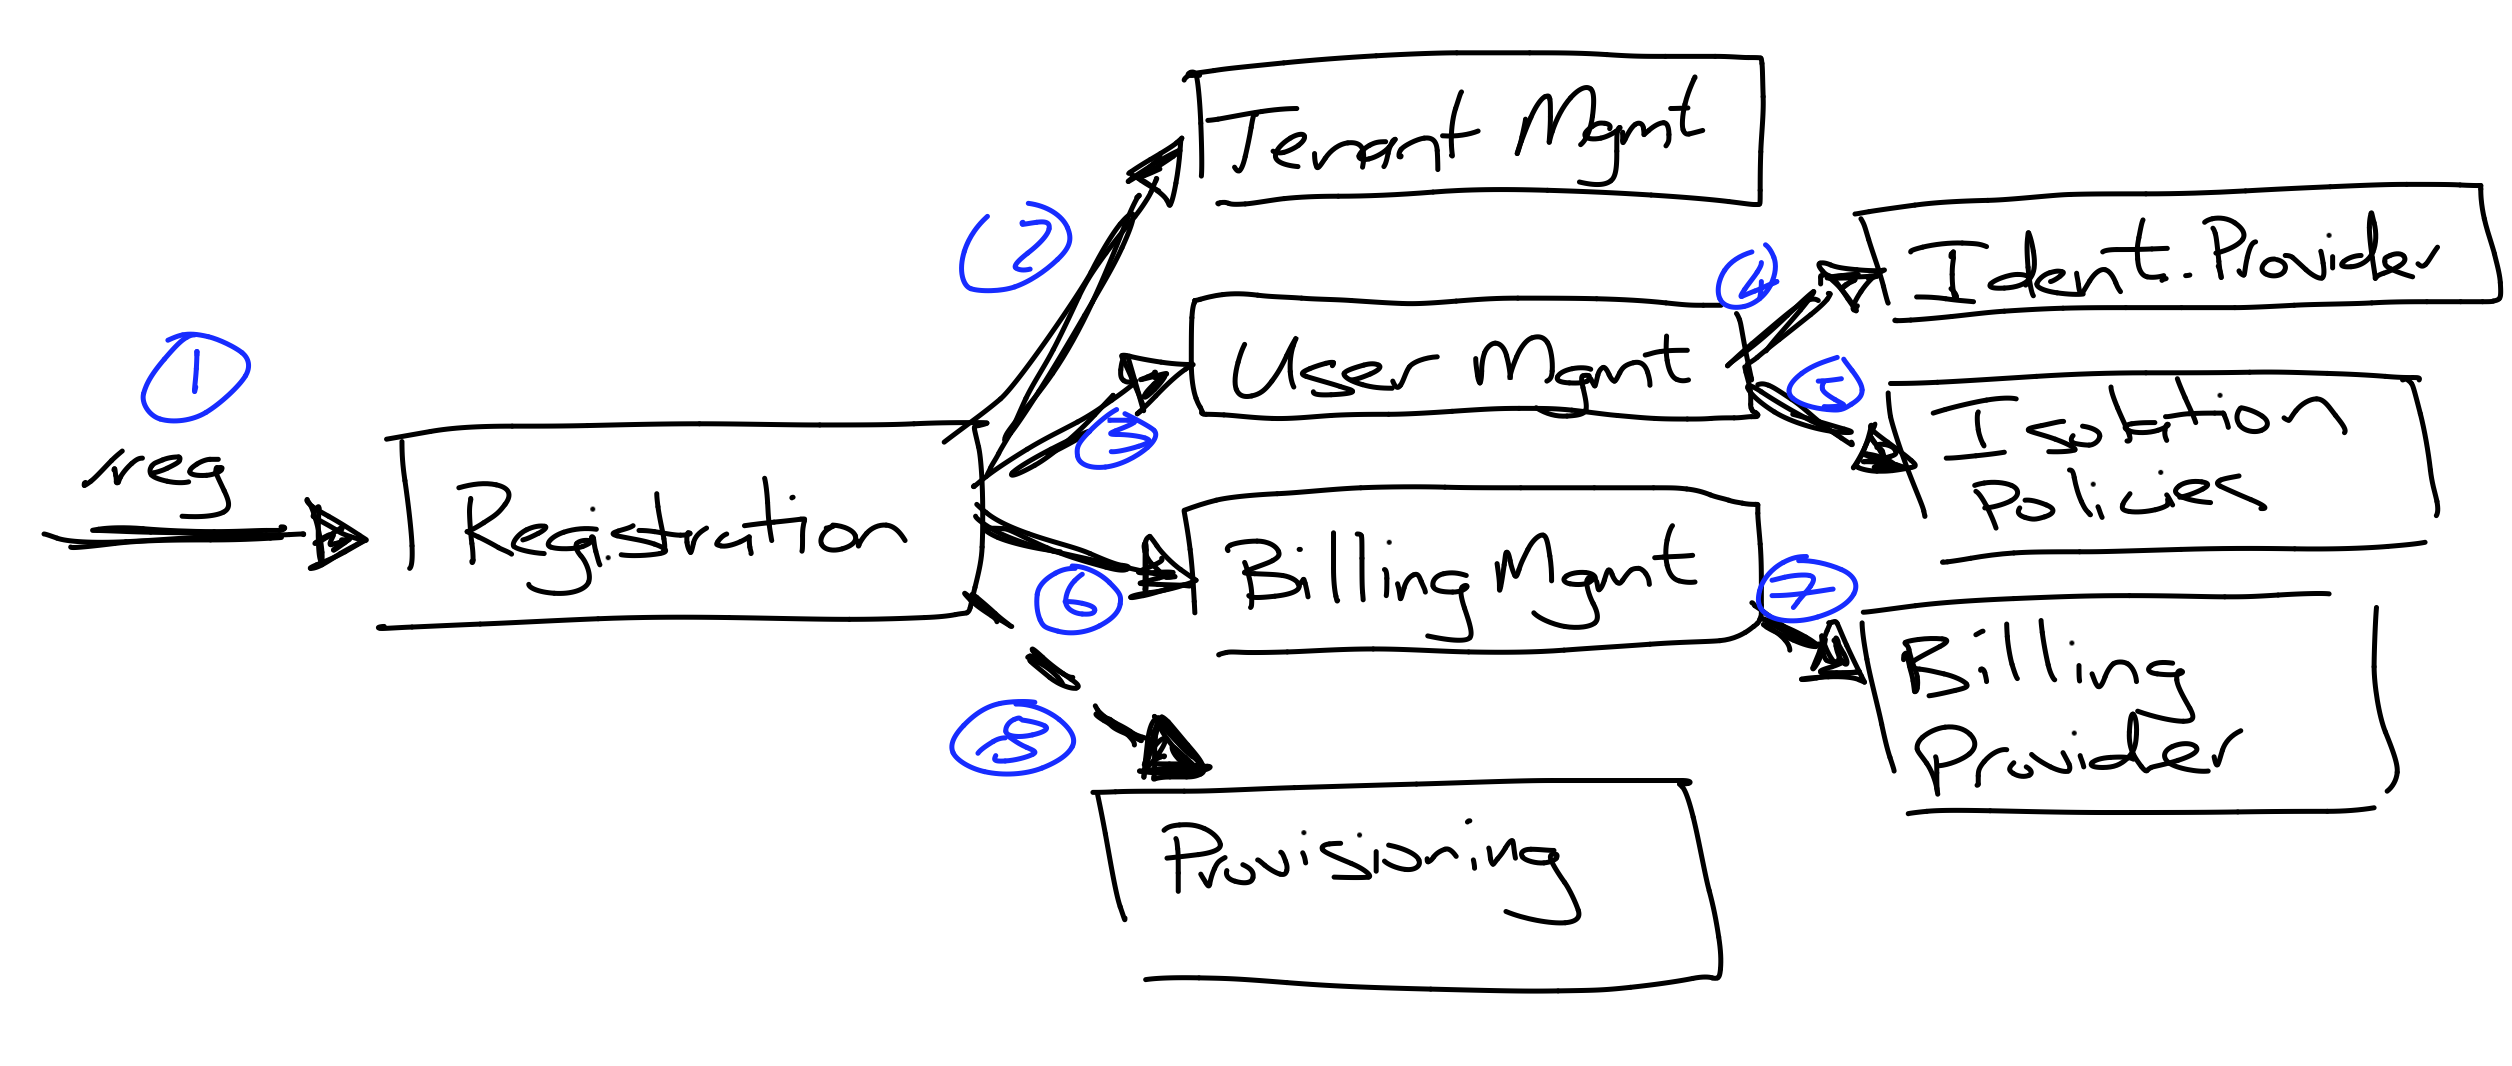 1
reg
Registration
2
Tenant Mgmt
3
User Mgmt
4
Ident. Provider
5
Isolation
Policies
6
Billing Mgmt
7
Billing
Provider
8
Provisioning